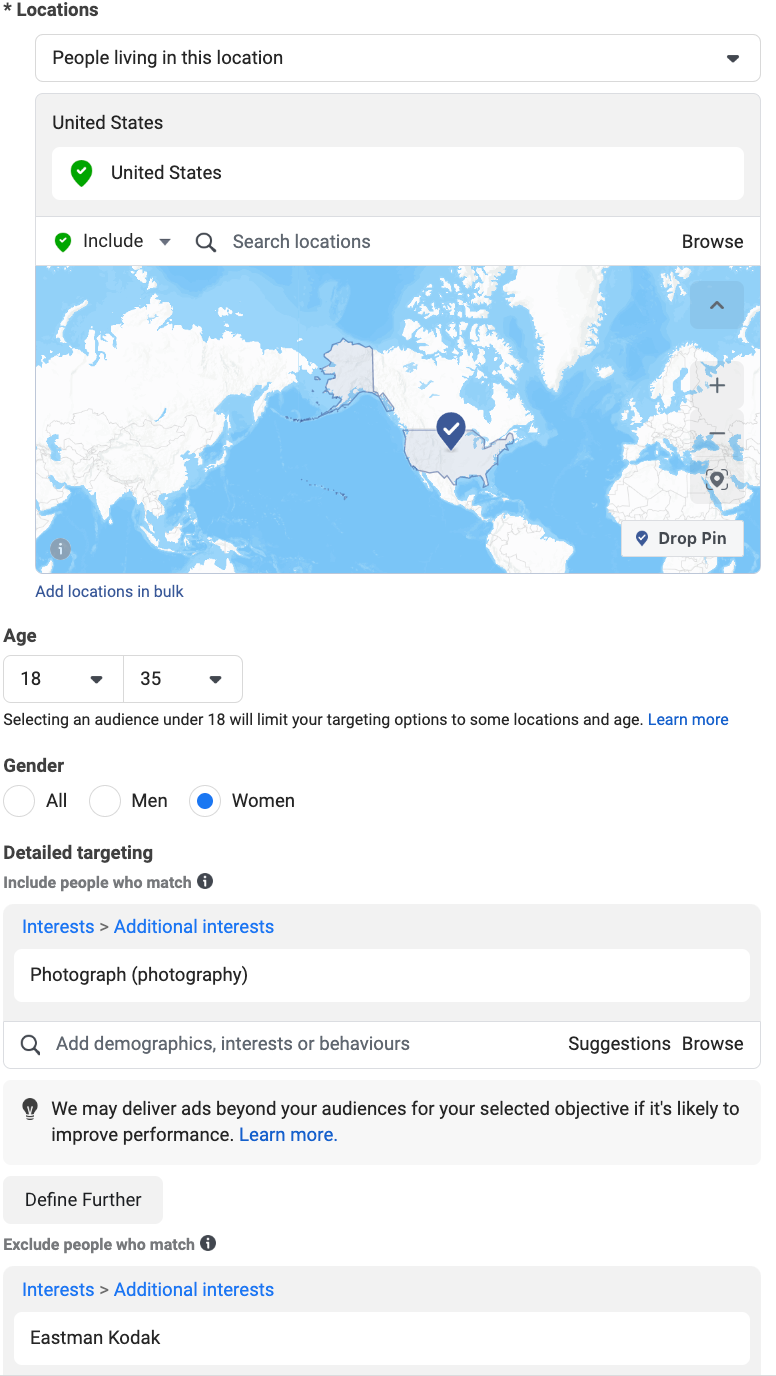 * Locations
People living in this location
United States
United States
Include Search locations Browse
Drop Pin
Add locations in bulk
Age
18 35
Selecting an audience under 18 will limit your targeting options to some locations and age. Learn more
Gender
All Men Women
Detailed targeting
Include people who match
Interests > Additional interests
Photograph (photography)
Add demographics, interests or behaviours Suggestions Browse
We may deliver ads beyond your audiences for your selected objective if it's likely to
improve performance. Learn more.
Define Further
Exclude people who match
Interests > Additional interests
Eastman Kodak